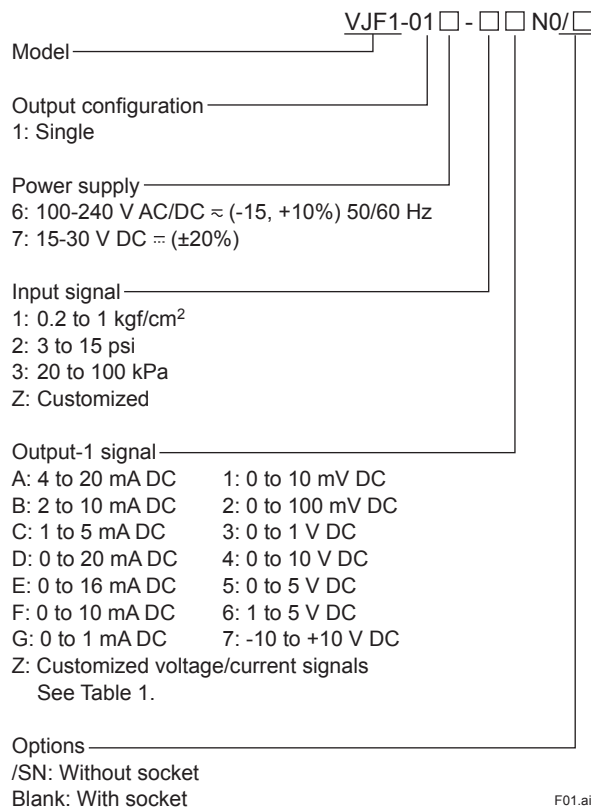 VJF1-01□ - □ □ N0/□
Model
Output configuration
1: Single
Power supply
6: 100-240 V AC/DC ≂ (-15, +10%) 50/60 Hz
7: 15-30 V DC ⎓ (±20%)
Input signal
1: 0.2 to 1 kgf/cm²
2: 3 to 15 psi
3: 20 to 100 kPa
Z: Customized
Output-1 signal
A: 4 to 20 mA DC 1: 0 to 10 mV DC
B: 2 to 10 mA DC 2: 0 to 100 mV DC
C: 1 to 5 mA DC 3: 0 to 1 V DC
D: 0 to 20 mA DC 4: 0 to 10 V DC
E: 0 to 16 mA DC 5: 0 to 5 V DC
F: 0 to 10 mA DC 6: 1 to 5 V DC
G: 0 to 1 mA DC 7: -10 to +10 V DC
Z: Customized voltage/current signals
See Table 1.
Options
/SN: Without socket
Blank: With socket
F01.ai